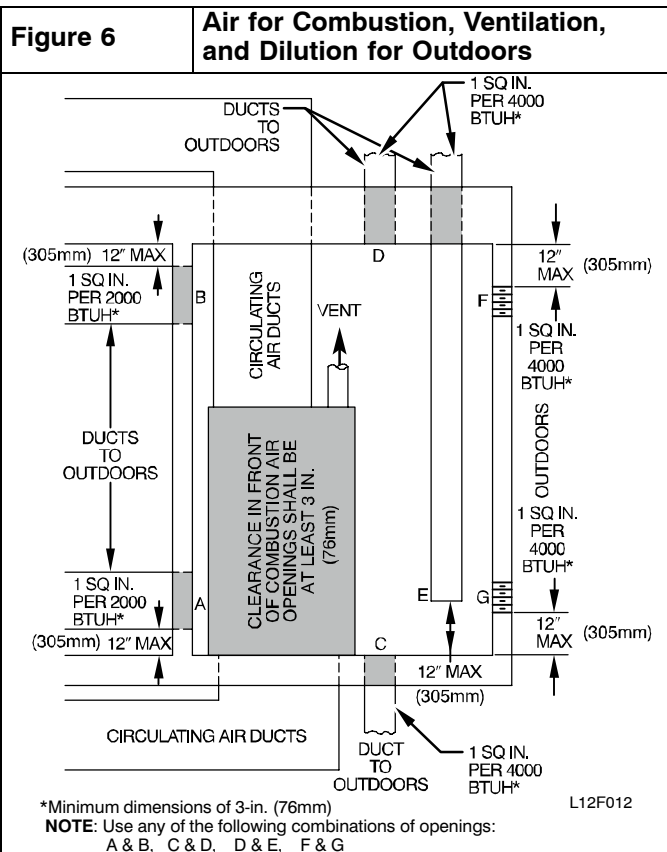 Figure 6
Air for Combustion, Ventilation,
and Dilution for Outdoors
DUCTS
TO
OUTDOORS
1 SQ IN.
PER 4000
BTUH*
(305mm) 12″ MAX
1 SQ IN.
PER 2000
BTUH*
B
CIRCULATING
AIR DUCTS
VENT
D
12″
MAX
(305mm)
F
1 SQ IN.
PER
4000
BTUH*
DUCTS
TO
OUTDOORS
CLEARANCE IN FRONT
OF COMBUSTION AIR
OPENINGS SHALL BE
AT LEAST 3 IN.
(76mm)
OUTDOORS
1 SQ IN.
PER
4000
BTUH*
1 SQ IN.
PER 2000
BTUH*
A
E
G
(305mm) 12″ MAX
C
12″ MAX
(305mm)
12″
MAX
(305mm)
CIRCULATING AIR DUCTS
DUCT
TO
OUTDOORS
1 SQ IN.
PER 4000
BTUH*
*Minimum dimensions of 3-in. (76mm)
L12F012
NOTE: Use any of the following combinations of openings:
A & B, C & D, D & E, F & G